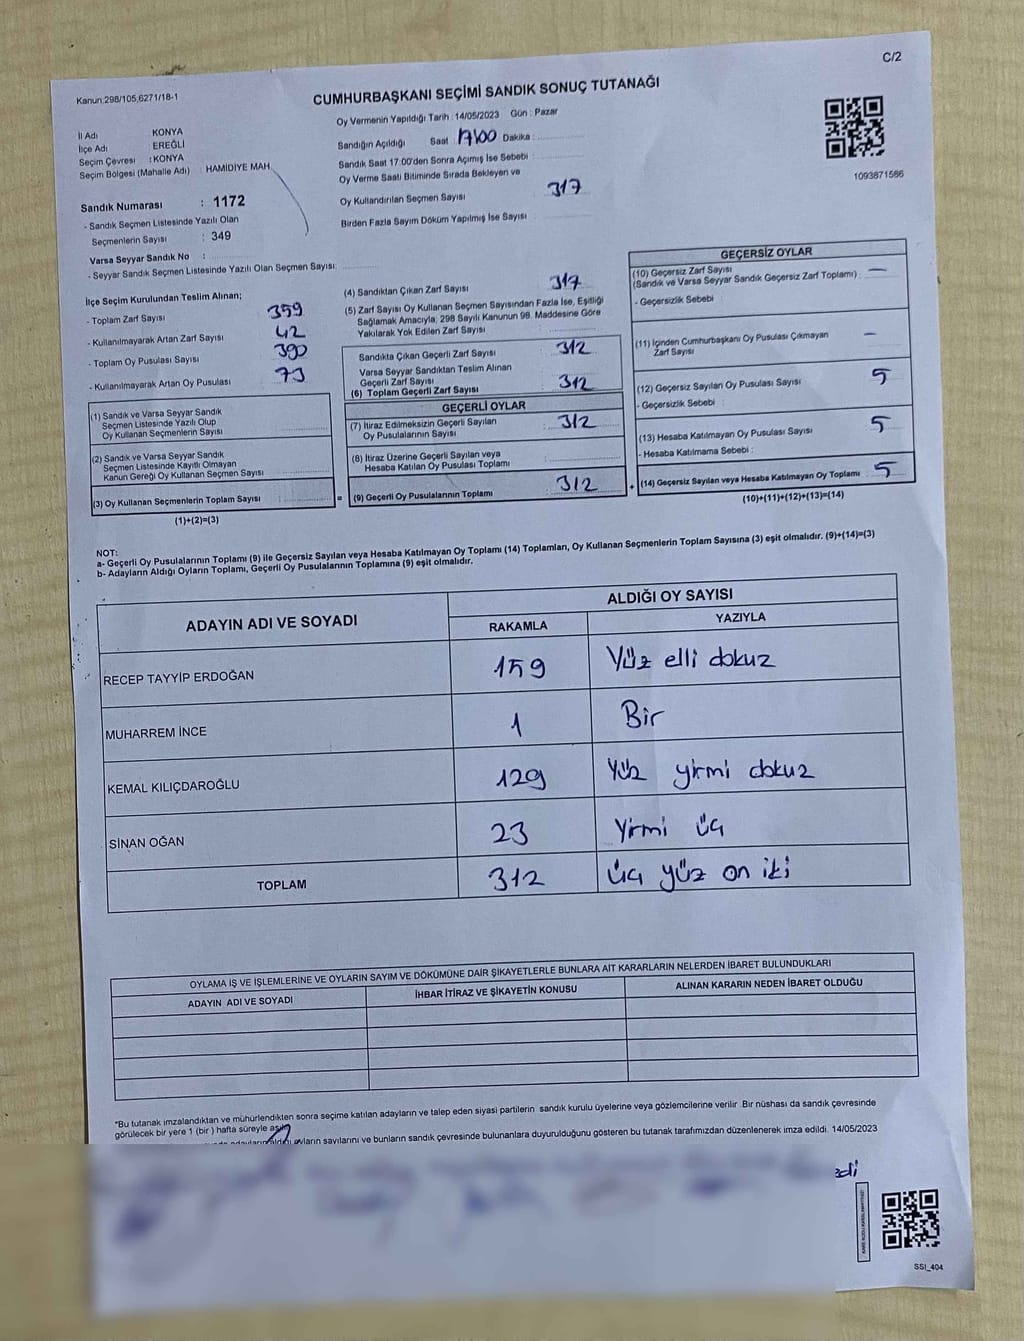 C/2
Kanun:298/105,6271/18-1
CUMHURBAŞKANI SEÇİMİ SANDIK SONUÇ TUTANAĞI
Oy Vermenin Yapıldığı Tarih : 14/05/2023 Gün : Pazar
İl Adı KONYA
İlçe Adı EREĞLİ
Seçim Çevresi : KONYA
Seçim Bölgesi (Mahalle Adı) : HAMİDİYE MAH.
Sandık Numarası : 1172
- Sandık Seçmen Listesinde Yazılı Olan
Seçmenlerin Sayısı : 349
Varsa Seyyar Sandık No :
- Seyyar Sandık Seçmen Listesinde Yazılı Olan Seçmen Sayısı:
Sandığın Açıldığı Saat 17:00 Dakika :
Sandık Saat 17:00'den Sonra Açımış İse Sebebi :
Oy Verme Saati Bitiminde Sırada Bekleyen ve
Oy Kullandırılan Seçmen Sayısı 317
Birden Fazla Sayım Döküm Yapılmış İse Sayısı
1093871586
İlçe Seçim Kurulundan Teslim Alınan;
- Toplam Zarf Sayısı 359
- Kullanılmayarak Artan Zarf Sayısı 42
- Toplam Oy Pusulası Sayısı 390
- Kullanılmayarak Artan Oy Pusulası 73
(1) Sandık ve Varsa Seyyar Sandık
Seçmen Listesinde Yazılı Olup
Oy Kullanan Seçmenlerin Sayısı
(2) Sandık ve Varsa Seyyar Sandık
Seçmen Listesinde Kayıtlı Olmayan
Kanun Gereği Oy Kullanan Seçmen Sayısı
(3) Oy Kullanan Seçmenlerin Toplam Sayısı : =
(1)+(2)=(3)
(4) Sandıktan Çıkan Zarf Sayısı 317
(5) Zarf Sayısı Oy Kullanan Seçmen Sayısından Fazla İse, Eşitliği
Sağlamak Amacıyla, 298 Sayılı Kanunun 98. Maddesine Göre
Yakılarak Yok Edilen Zarf Sayısı
Sandıkta Çıkan Geçerli Zarf Sayısı 312
Varsa Seyyar Sandıktan Teslim Alınan
Geçerli Zarf Sayısı
(6) Toplam Geçerli Zarf Sayısı 312
GEÇERLİ OYLAR
(7) İtiraz Edilmeksizin Geçerli Sayılan
Oy Pusulalarının Sayısı 312
(8) İtiraz Üzerine Geçerli Sayılan veya
Hesaba Katılan Oy Pusulası Toplamı
(9) Geçerli Oy Pusulalarının Toplamı 312 +
GEÇERSİZ OYLAR
(10) Geçersiz Zarf Sayısı
(Sandık ve Varsa Seyyar Sandık Geçersiz Zarf Toplamı) : —
- Geçersizlik Sebebi
(11) İçinden Cumhurbaşkanı Oy Pusulası Çıkmayan
Zarf Sayısı —
(12) Geçersiz Sayılan Oy Pusulası Sayısı 5
- Geçersizlik Sebebi :
(13) Hesaba Katılmayan Oy Pusulası Sayısı 5
- Hesaba Katılmama Sebebi :
(14) Geçersiz Sayılan veya Hesaba Katılmayan Oy Toplamı 5
(10)+(11)+(12)+(13)=(14)
NOT:
a- Geçerli Oy Pusulalarının Toplamı (9) ile Geçersiz Sayılan veya Hesaba Katılmayan Oy Toplamı (14) Toplamları, Oy Kullanan Seçmenlerin Toplam Sayısına (3) eşit olmalıdır. (9)+(14)=(3)
b- Adayların Aldığı Oyların Toplamı, Geçerli Oy Pusulalarının Toplamına (9) eşit olmalıdır.
ADAYIN ADI VE SOYADI ALDIĞI OY SAYISI
RAKAMLA YAZIYLA
RECEP TAYYİP ERDOĞAN 159 Yüz elli dokuz
MUHARREM İNCE 1 Bir
KEMAL KILIÇDAROĞLU 129 Yüz yirmi dokuz
SİNAN OĞAN 23 Yirmi üç
TOPLAM 312 Üç yüz on iki
OYLAMA İŞ VE İŞLEMLERİNE VE OYLARIN SAYIM VE DÖKÜMÜNE DAİR ŞİKAYETLERLE BUNLARA AİT KARARLARIN NELERDEN İBARET BULUNDUKLARI
ADAYIN ADI VE SOYADI İHBAR İTİRAZ VE ŞİKAYETİN KONUSU ALINAN KARARIN NEDEN İBARET OLDUĞU
*Bu tutanak imzalandıktan ve mühürlendikten sonra seçime katılan adayların ve talep eden siyasi partilerin sandık kurulu üyelerine veya gözlemcilerine verilir. Bir nüshası da sandık çevresinde
görülecek bir yere 1 (bir ) hafta süreyle
oyların sayılarını ve bunların sandık çevresinde bulunanlara duyurulduğunu gösteren bu tutanak tarafımızdan düzenlenerek imza edildi. 14/05/2023
SSI_404